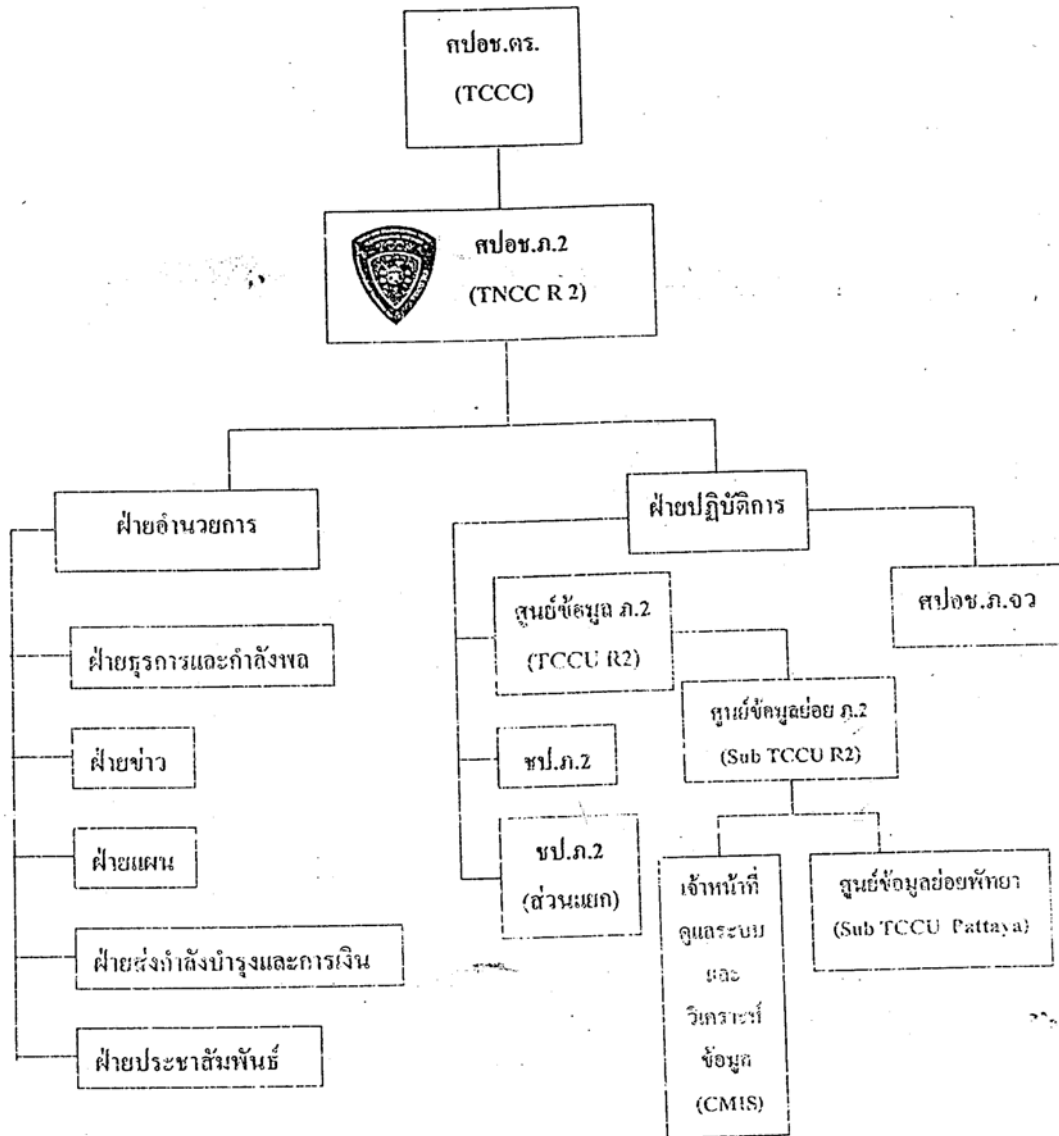 ศปอช.ตร.
(TCCC)
ศปอช.ภ.2
(TNCC R 2)
ฝ่ายอำนวยการ
ฝ่ายธุรการและกำลังพล
ฝ่ายข่าว
ฝ่ายแผน
ฝ่ายส่งกำลังบำรุงและการเงิน
ฝ่ายประชาสัมพันธ์
ฝ่ายปฏิบัติการ
ศูนย์ข้อมูล ภ.2
(TCCU R2)
ชป.ภ.2
ชป.ภ.2
(ส่วนแยก)
ศปอช.ภ.จว
ศูนย์ข้อมูลย่อย ภ.2
(Sub TCCU R2)
เจ้าหน้าที่
ดูแลระบบ
และ
วิเคราะห์
ข้อมูล
(CMIS)
ศูนย์ข้อมูลย่อยพัทยา
(Sub TCCU Pattaya)